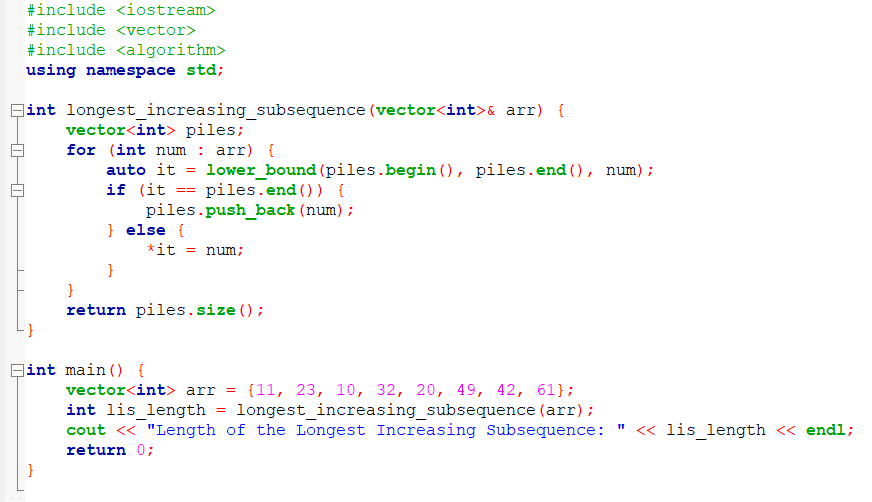 #include <iostream>
#include <vector>
#include <algorithm>
using namespace std;

int longest_increasing_subsequence(vector<int>& arr) {
    vector<int> piles;
    for (int num : arr) {
        auto it = lower_bound(piles.begin(), piles.end(), num);
        if (it == piles.end()) {
            piles.push_back(num);
        } else {
            *it = num;
        }
    }
    return piles.size();
}

int main() {
    vector<int> arr = {11, 23, 10, 32, 20, 49, 42, 61};
    int lis_length = longest_increasing_subsequence(arr);
    cout << "Length of the Longest Increasing Subsequence: " << lis_length << endl;
    return 0;
}